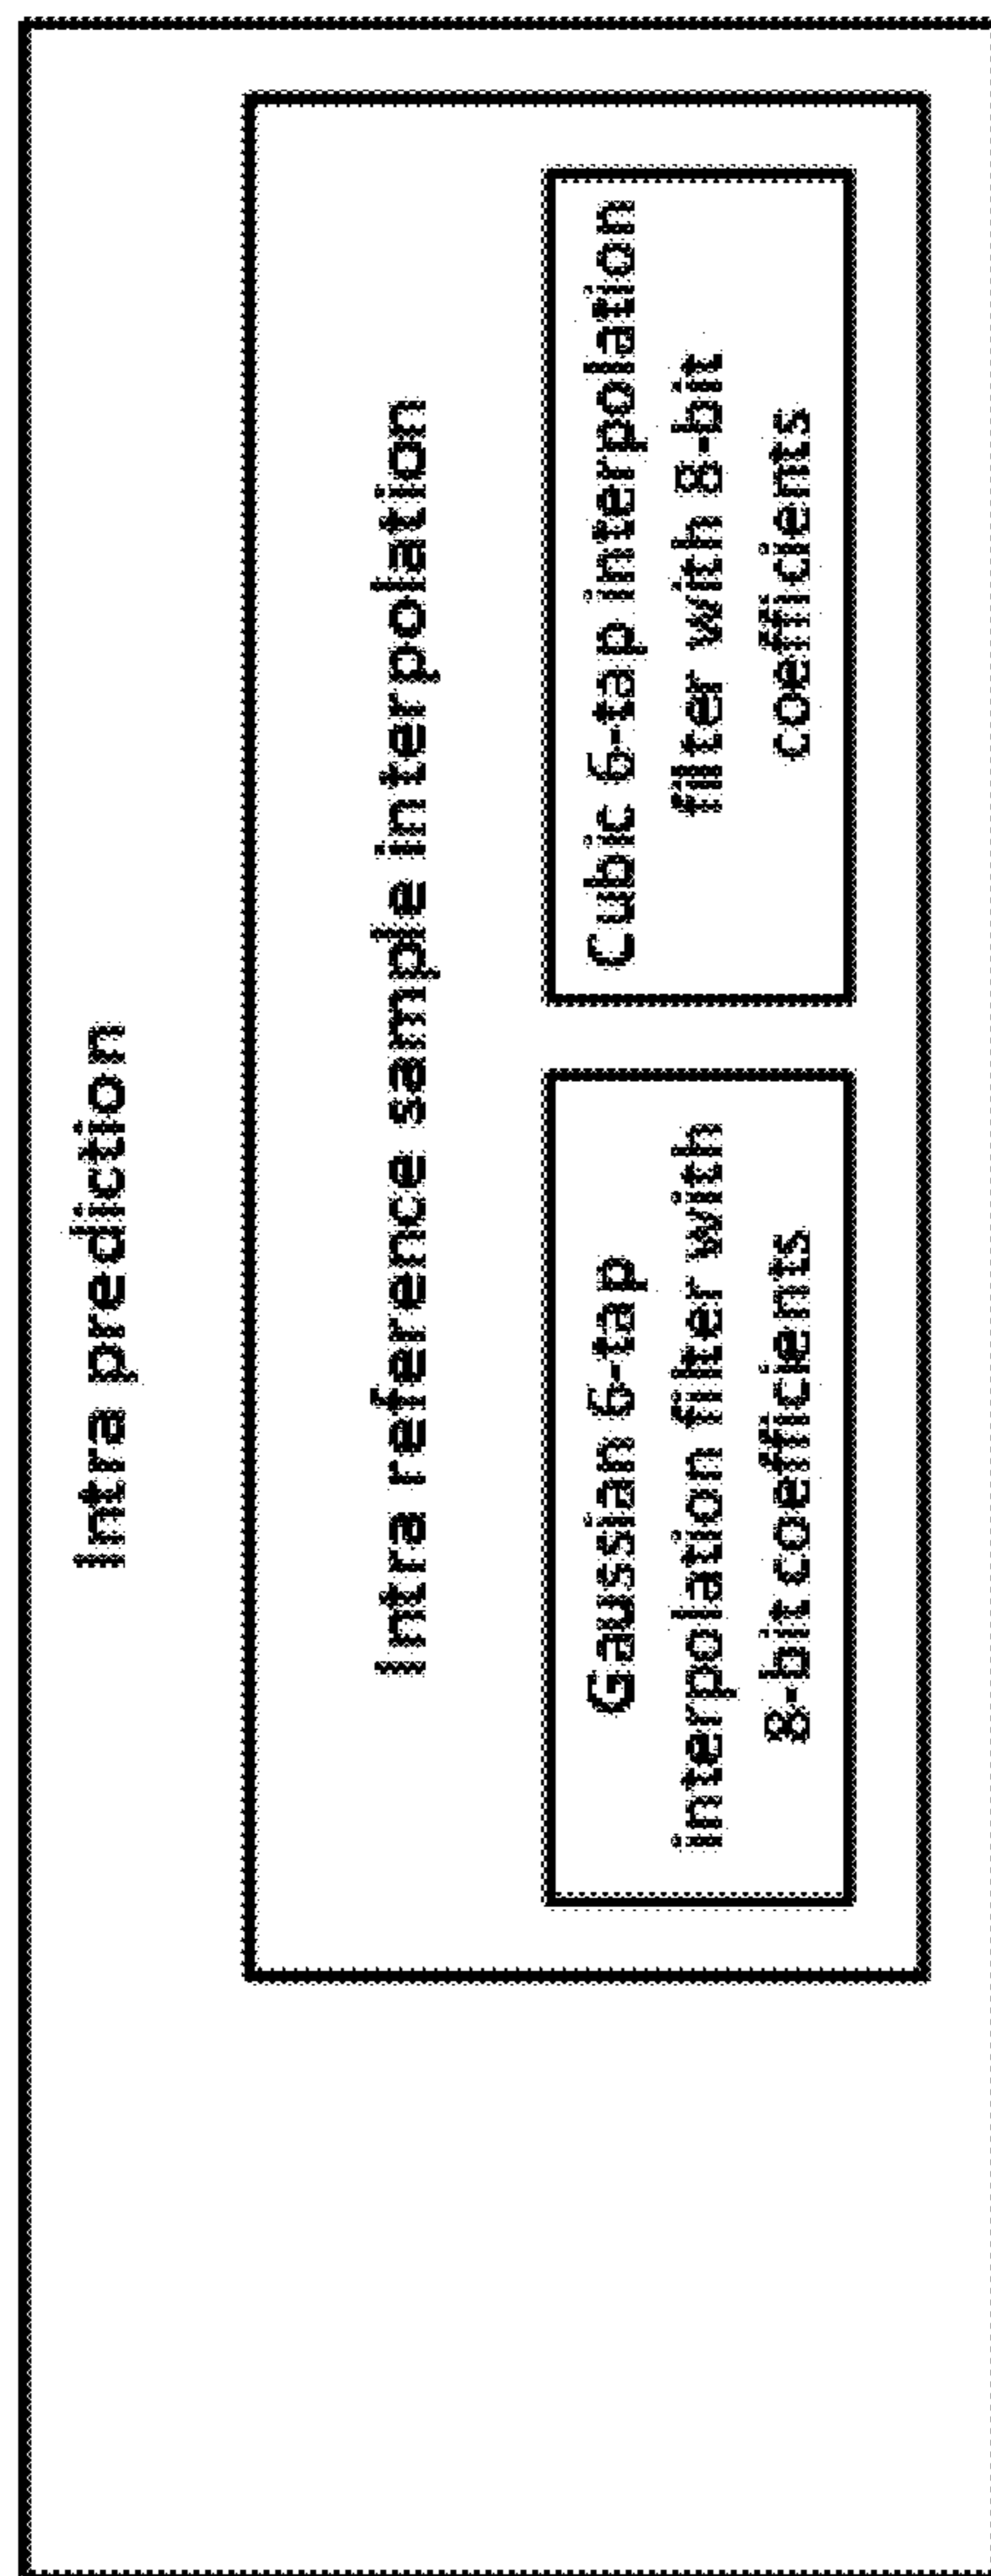 Intra prediction
Intra reference sample interpolation
Gaussian 6-tap
interpolation filter with
8-bit coefficients
Cubic 6-tap interpolation
filter with 8-bit
coefficients